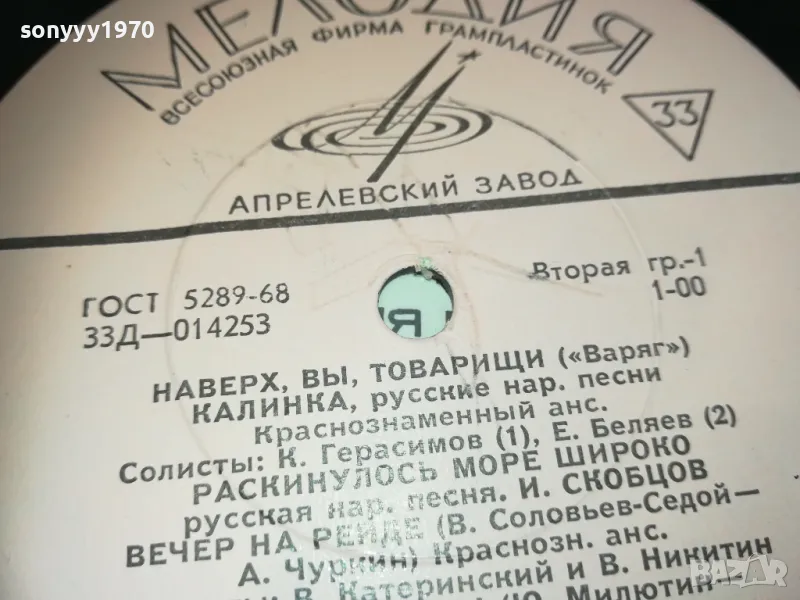 sonyyy1970
МЕЛОДИЯ
ВСЕСОЮЗНАЯ ФИРМА ГРАМПЛАСТИНОК
33
АПРЕЛЕВСКИЙ ЗАВОД
ГОСТ 5289-68
33Д—014253
Вторая гр.-1
1-00
НАВЕРХ, ВЫ, ТОВАРИЩИ («Варяг»)
КАЛИНКА, русские нар. песни
Краснознаменный анс.
Солисты: К. Герасимов (1), Е. Беляев (2)
РАСКИНУЛОСЬ МОРЕ ШИРОКО
русская нар. песня. И. СКОБЦОВ
ВЕЧЕР НА РЕЙДЕ (В. Соловьев-Седой—
А. Чуркин) Краснозн. анс.
В. Катеринский и В. Никитин
(Ю. Милютин—
BAZAR